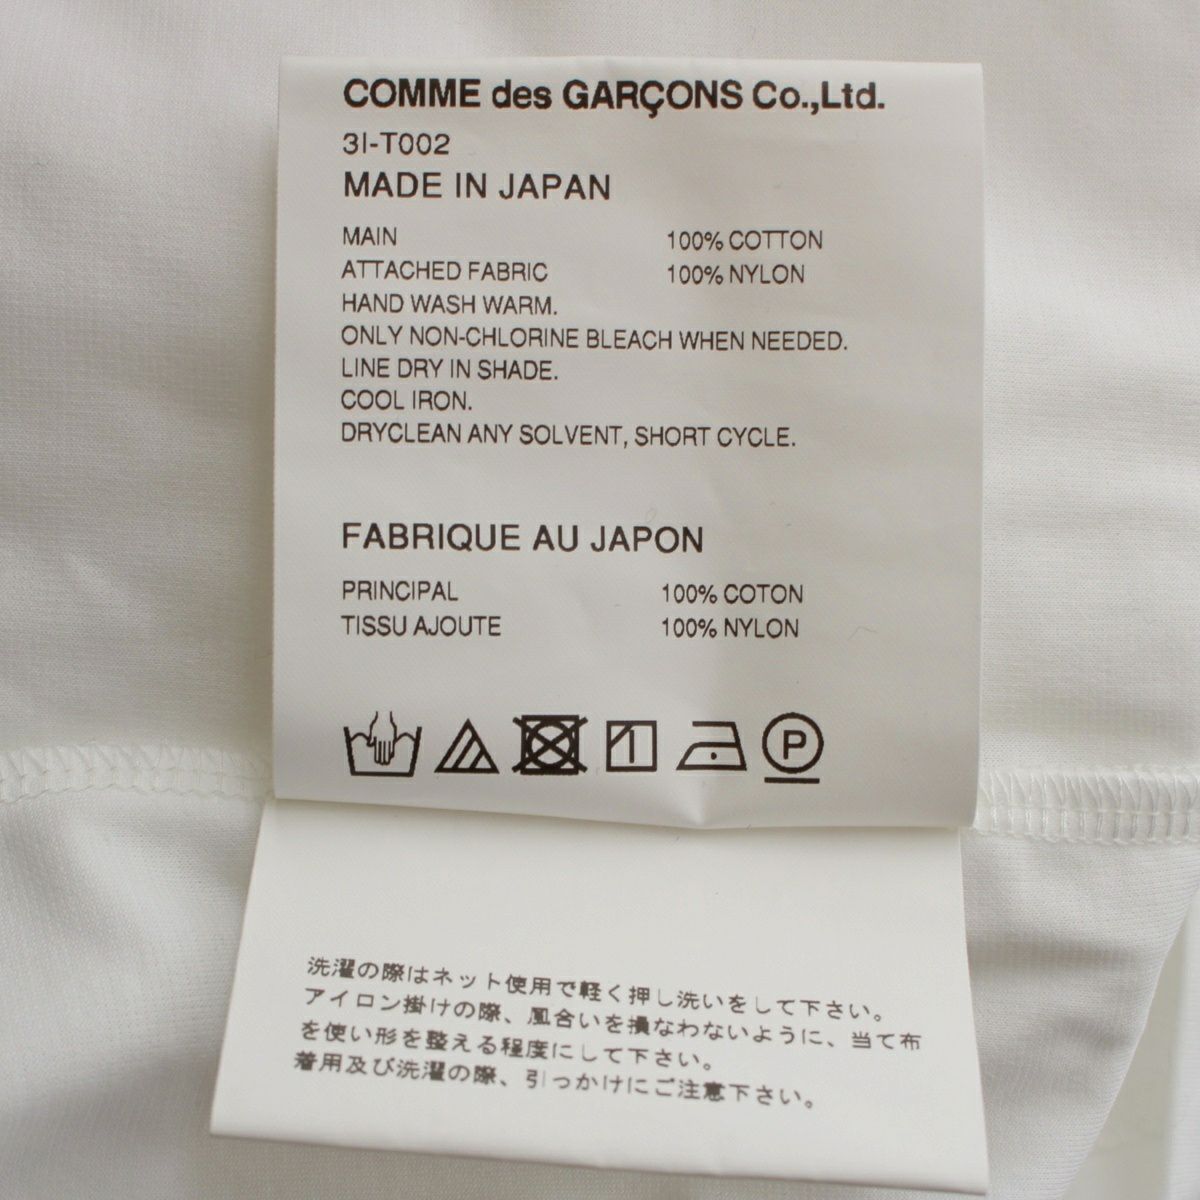 COMME des GARÇONS Co.,Ltd.
3I-T002
MADE IN JAPAN
MAIN 100% COTTON
ATTACHED FABRIC 100% NYLON
HAND WASH WARM.
ONLY NON-CHLORINE BLEACH WHEN NEEDED.
LINE DRY IN SHADE.
COOL IRON.
DRYCLEAN ANY SOLVENT, SHORT CYCLE.
FABRIQUE AU JAPON
PRINCIPAL 100% COTON
TISSU AJOUTE 100% NYLON
P
洗濯の際はネット使用で軽く押し洗いをして下さい。
アイロン掛けの際、風合いを損なわないように、当て布
を使い形を整える程度にして下さい。
着用及び洗濯の際、引っかけにご注意下さい。